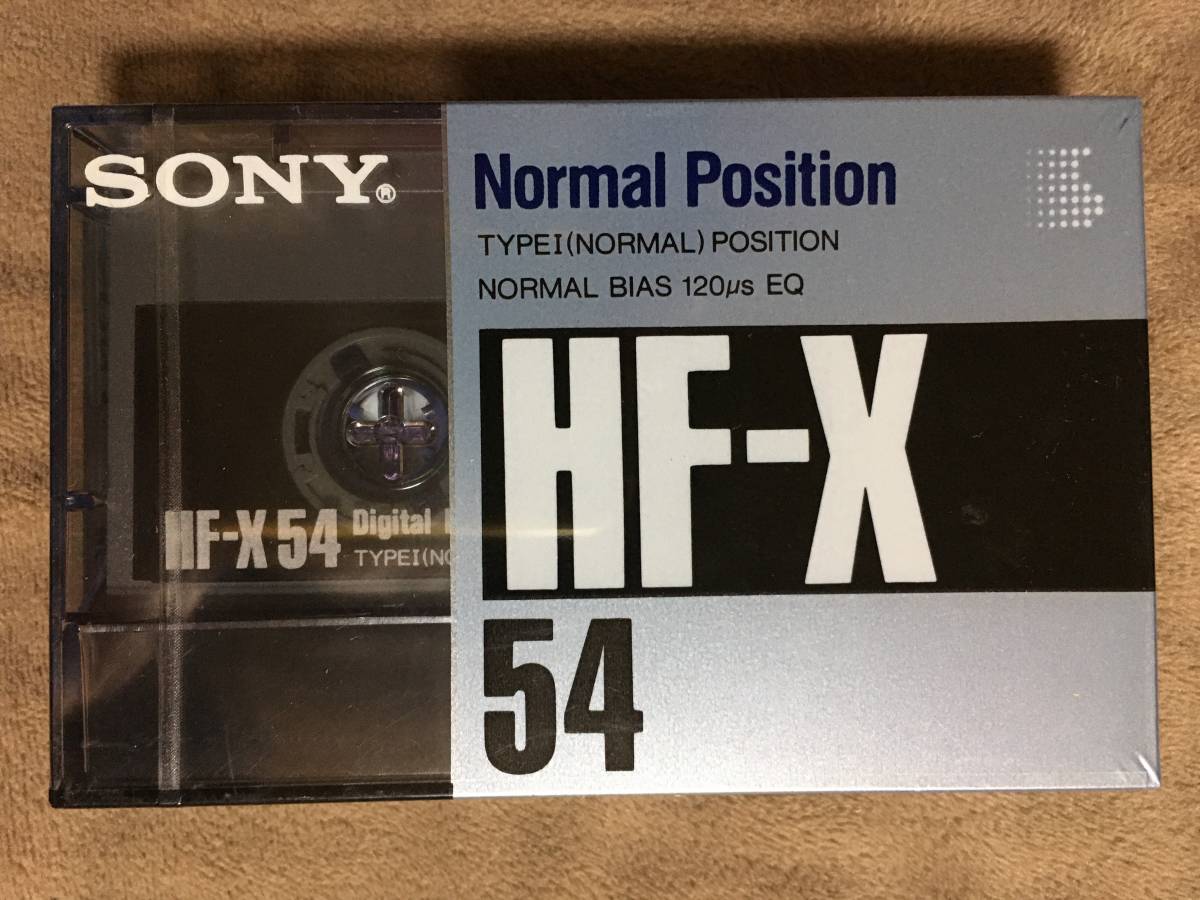 SONY®
Normal Position
TYPEI(NORMAL) POSITION
NORMAL BIAS 120μs EQ
HF-X
54
HF-X 54 Digital
TYPEI(NO